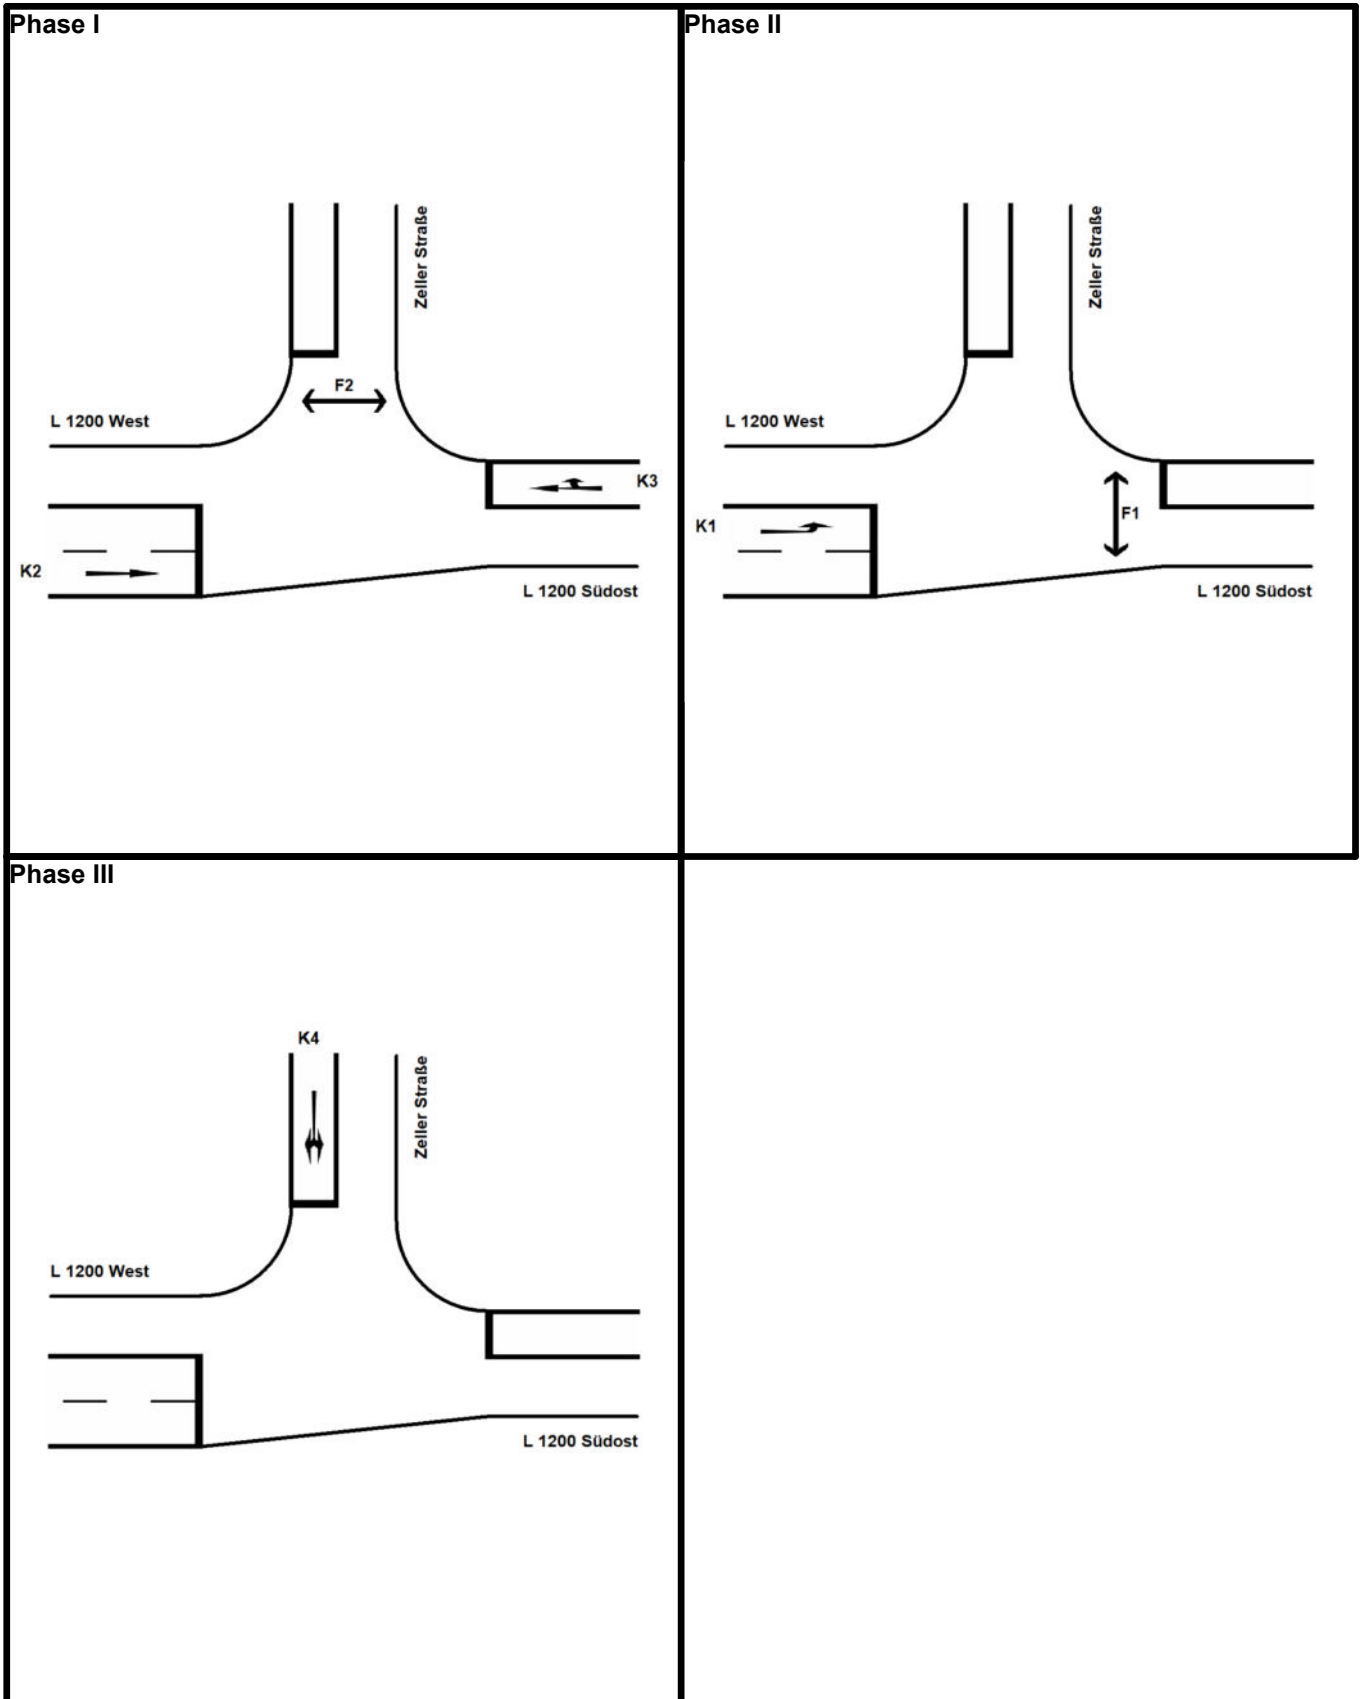 Phase I
Zeller Straße
F2
L 1200 West
K3
K2
L 1200 Südost
Phase II
Zeller Straße
L 1200 West
F1
K1
L 1200 Südost
Phase III
K4
Zeller Straße
L 1200 West
L 1200 Südost